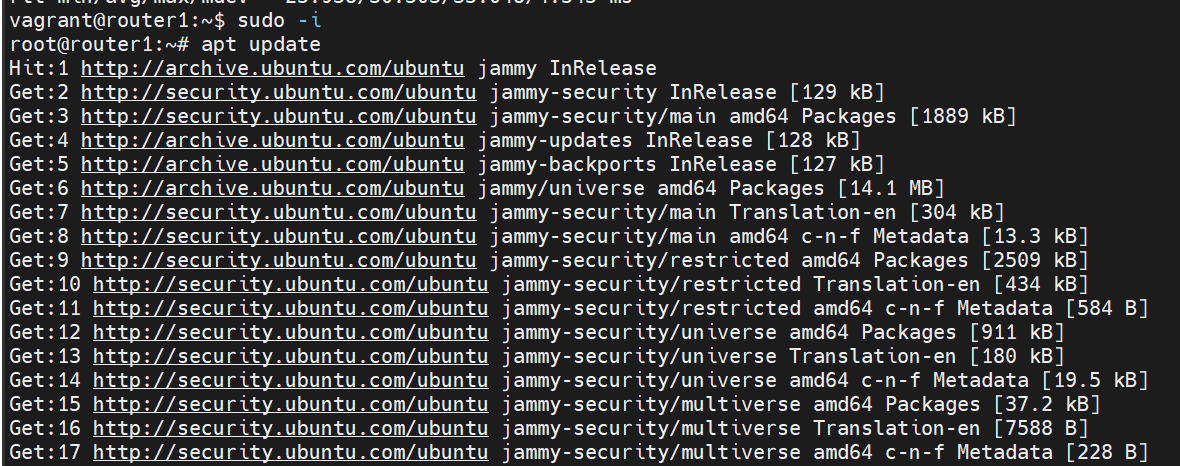 vagrant@router1:~$ sudo -i
root@router1:~# apt update
Hit:1 http://archive.ubuntu.com/ubuntu jammy InRelease
Get:2 http://security.ubuntu.com/ubuntu jammy-security InRelease [129 kB]
Get:3 http://security.ubuntu.com/ubuntu jammy-security/main amd64 Packages [1889 kB]
Get:4 http://archive.ubuntu.com/ubuntu jammy-updates InRelease [128 kB]
Get:5 http://archive.ubuntu.com/ubuntu jammy-backports InRelease [127 kB]
Get:6 http://archive.ubuntu.com/ubuntu jammy/universe amd64 Packages [14.1 MB]
Get:7 http://security.ubuntu.com/ubuntu jammy-security/main Translation-en [304 kB]
Get:8 http://security.ubuntu.com/ubuntu jammy-security/main amd64 c-n-f Metadata [13.3 kB]
Get:9 http://security.ubuntu.com/ubuntu jammy-security/restricted amd64 Packages [2509 kB]
Get:10 http://security.ubuntu.com/ubuntu jammy-security/restricted Translation-en [434 kB]
Get:11 http://security.ubuntu.com/ubuntu jammy-security/restricted amd64 c-n-f Metadata [584 B]
Get:12 http://security.ubuntu.com/ubuntu jammy-security/universe amd64 Packages [911 kB]
Get:13 http://security.ubuntu.com/ubuntu jammy-security/universe Translation-en [180 kB]
Get:14 http://security.ubuntu.com/ubuntu jammy-security/universe amd64 c-n-f Metadata [19.5 kB]
Get:15 http://security.ubuntu.com/ubuntu jammy-security/multiverse amd64 Packages [37.2 kB]
Get:16 http://security.ubuntu.com/ubuntu jammy-security/multiverse Translation-en [7588 B]
Get:17 http://security.ubuntu.com/ubuntu jammy-security/multiverse amd64 c-n-f Metadata [228 B]